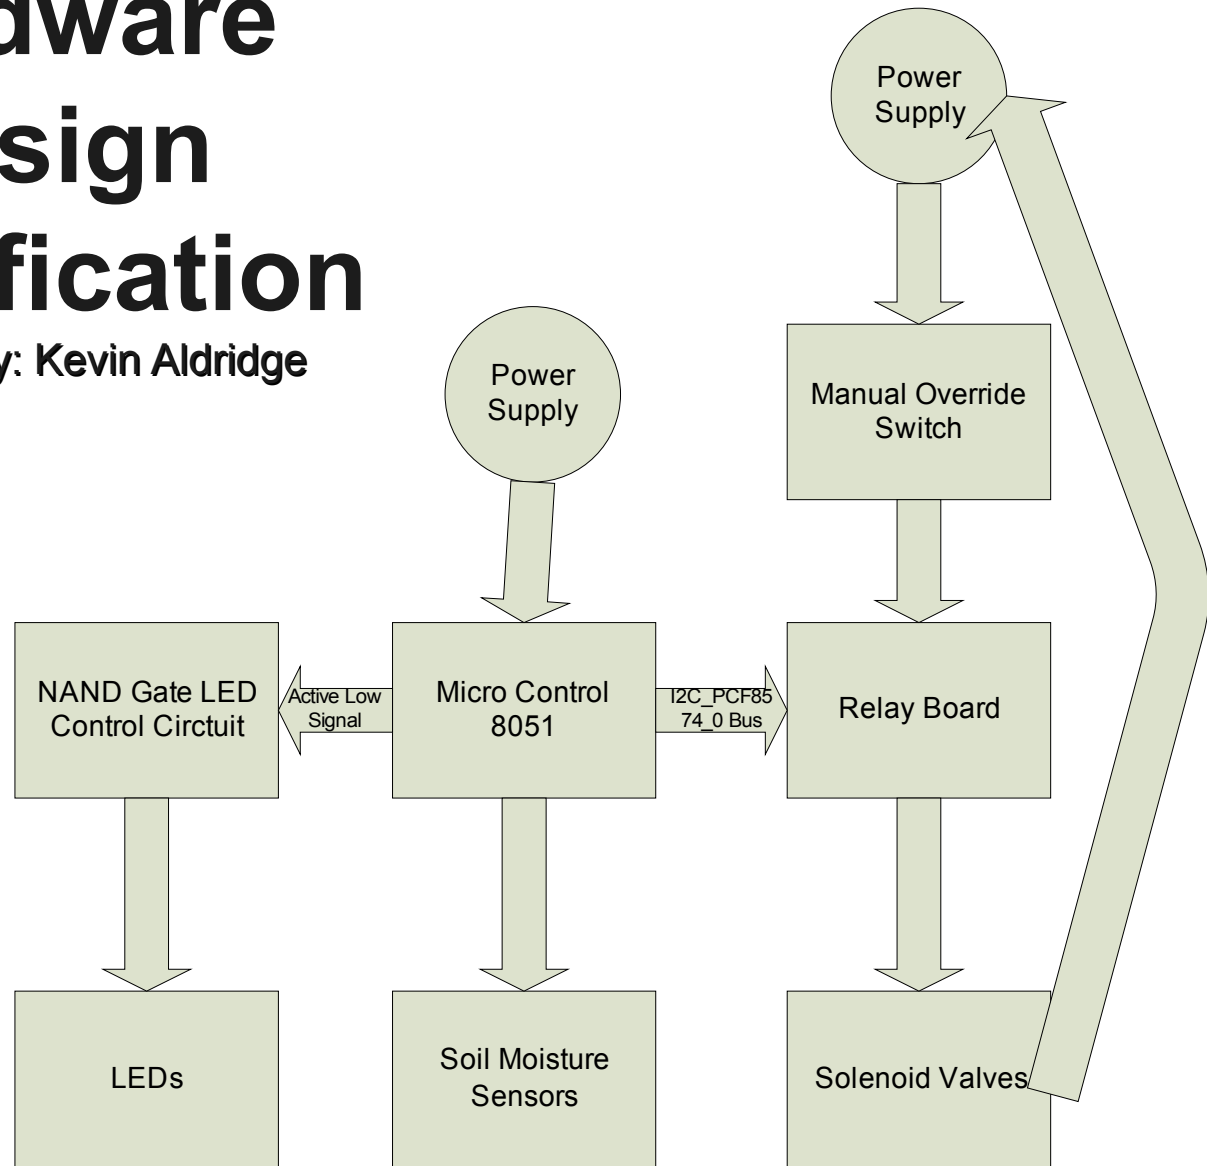 dware
sign
fication
y: Kevin Aldridge
Power
Supply
Manual Override
Switch
Power
Supply
NAND Gate LED
Control Circtuit
Active Low
Signal
Micro Control
8051
I2C_PCF85
74_0 Bus
Relay Board
LEDs
Soil Moisture
Sensors
Solenoid Valves